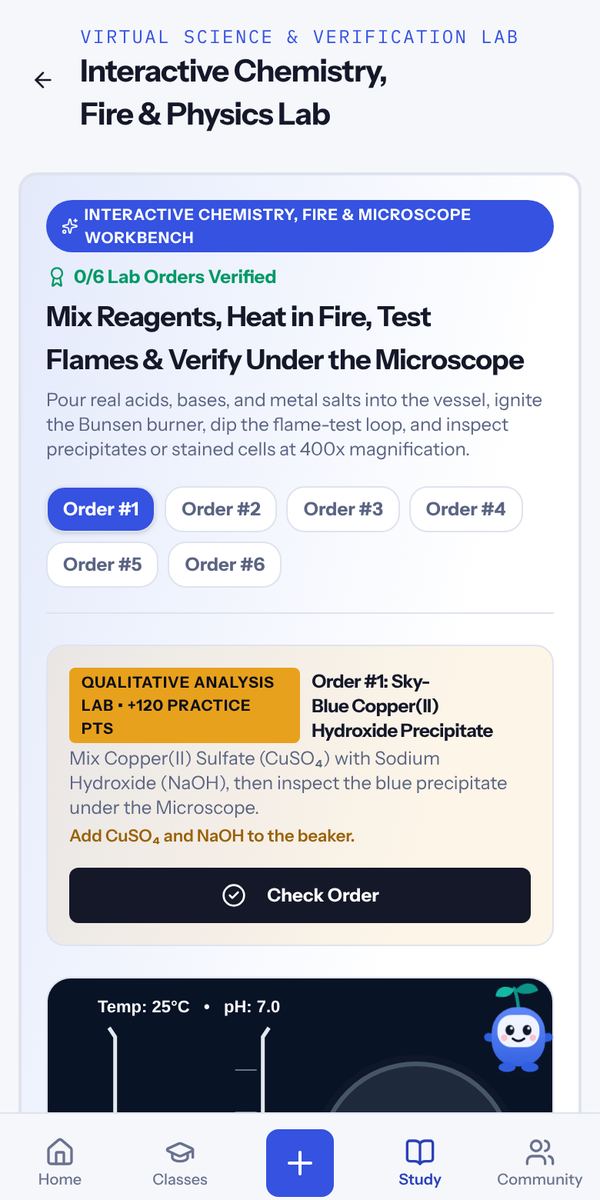 VIRTUAL SCIENCE & VERIFICATION LAB
Interactive Chemistry,
Fire & Physics Lab
INTERACTIVE CHEMISTRY, FIRE & MICROSCOPE
WORKBENCH
0/6 Lab Orders Verified
Mix Reagents, Heat in Fire, Test
Flames & Verify Under the Microscope
Pour real acids, bases, and metal salts into the vessel, ignite
the Bunsen burner, dip the flame-test loop, and inspect
precipitates or stained cells at 400x magnification.
Order #1
Order #2
Order #3
Order #4
Order #5
Order #6
QUALITATIVE ANALYSIS
LAB • +120 PRACTICE
PTS
Order #1: Sky-
Blue Copper(II)
Hydroxide Precipitate
Mix Copper(II) Sulfate (CuSO₄) with Sodium
Hydroxide (NaOH), then inspect the blue precipitate
under the Microscope.
Add CuSO₄ and NaOH to the beaker.
Check Order
Temp: 25°C • pH: 7.0
Home
Classes
Study
Community